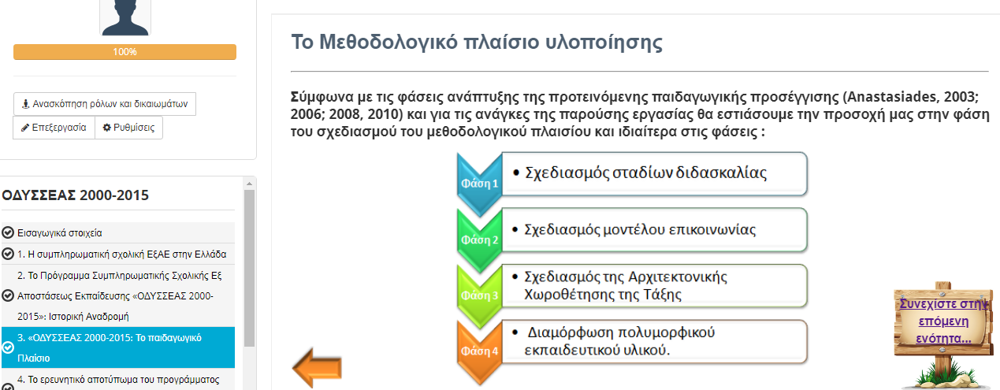 100%
Ανασκόπηση ρόλων και δικαιωμάτων
Επεξεργασία
Ρυθμίσεις
ΟΔΥΣΣΕΑΣ 2000-2015
Εισαγωγικά στοιχεία
1. Η συμπληρωματική σχολική ΕξΑΕ στην Ελλάδα
2. Το Πρόγραμμα Συμπληρωματικής Σχολικής Εξ
Αποστάσεως Εκπαίδευσης «ΟΔΥΣΣΕΑΣ 2000-
2015»: Ιστορική Αναδρομή
3. «ΟΔΥΣΣΕΑΣ 2000-2015: Το παιδαγωγικό
Πλαίσιο
4. Το ερευνητικό αποτύπωμα του προγράμματος
Το Μεθοδολογικό πλαίσιο υλοποίησης
Σύμφωνα με τις φάσεις ανάπτυξης της προτεινόμενης παιδαγωγικής προσέγγισης (Anastasiades, 2003;
2006; 2008, 2010) και για τις ανάγκες της παρούσης εργασίας θα εστιάσουμε την προσοχή μας στην φάση
του σχεδιασμού του μεθοδολογικού πλαισίου και ιδιαίτερα στις φάσεις :
Φάση 1
• Σχεδιασμός σταδίων διδασκαλίας
Φάση 2
• Σχεδιασμός μοντέλου επικοινωνίας
Φάση 3
• Σχεδιασμός της Αρχιτεκτονικής
Χωροθέτησης της Τάξης
Φάση 4
• Διαμόρφωση πολυμορφικού
εκπαιδευτικού υλικού.
Συνεχίστε στην
επόμενη
ενότητα...